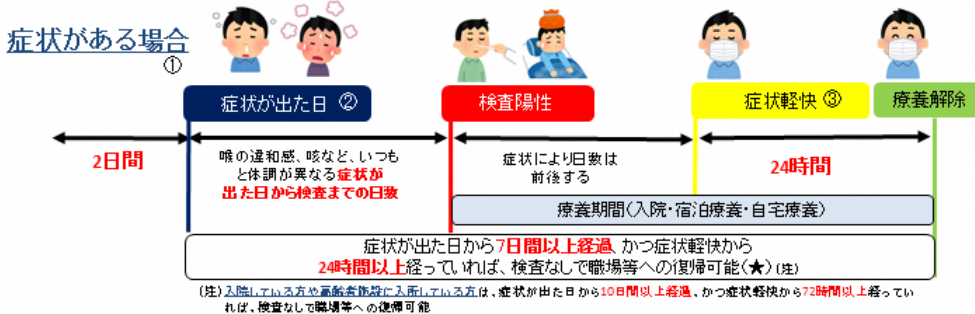 症状がある場合
①
症状が出た日 ②
検査陽性
症状軽快 ③
療養解除
2日間
喉の違和感、咳など、いつも
と体調が異なる症状が
出た日から検査までの日数
症状により日数は
前後する
24時間
療養期間(入院・宿泊療養・自宅療養)
症状が出た日から7日間以上経過、かつ症状軽快から
24時間以上経っていれば、検査なしで職場等への復帰可能(★)(注)
(注)入院している方や高齢者施設に入所している方は、症状が出た日から10日間以上経過、かつ症状軽快から72時間以上経ってい
れば、検査なしで職場等への復帰可能